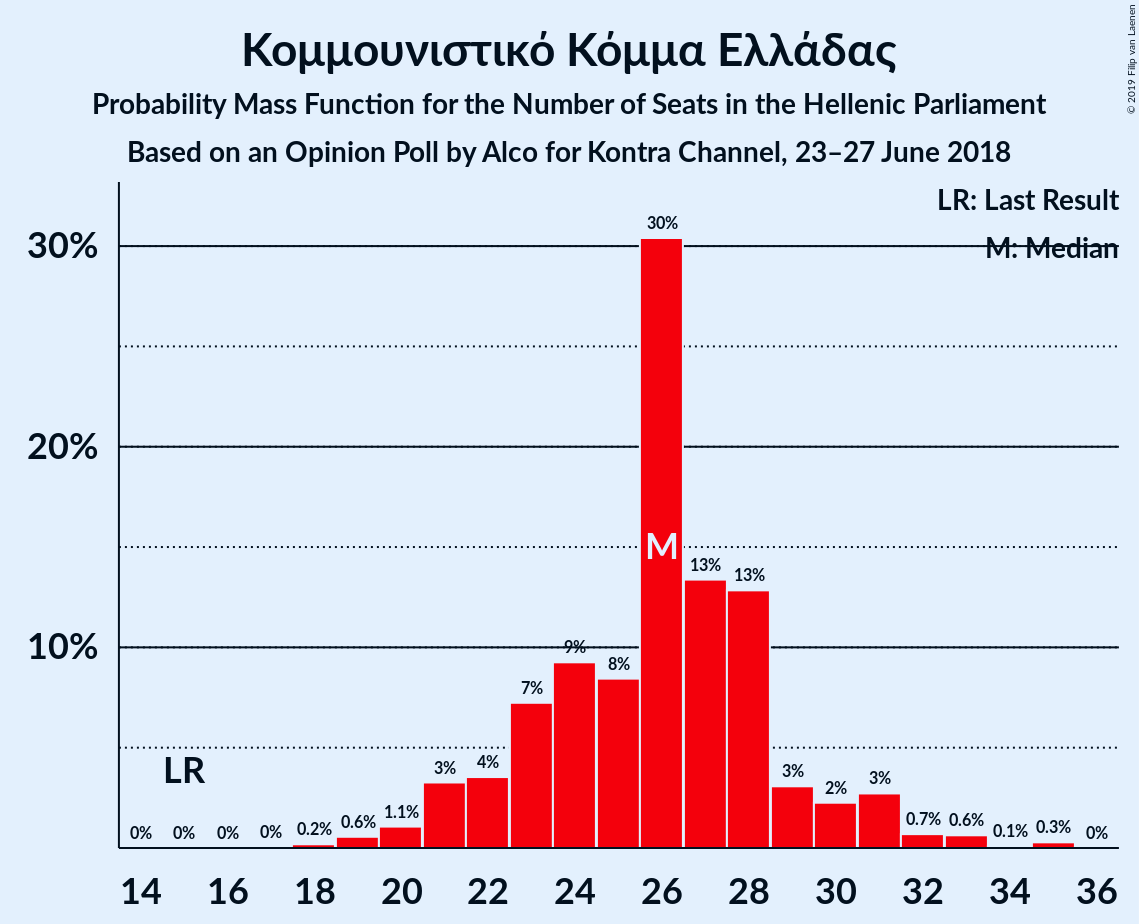 Κομμουνιστικό Κόμμα Ελλάδας
Probability Mass Function for the Number of Seats in the Hellenic Parliament
Based on an Opinion Poll by Alco for Kontra Channel, 23–27 June 2018
© 2019 Filip van Laenen
LR: Last Result
M: Median
30%
20%
10%
30%
M
13%
13%
9%
8%
7%
LR
3%
4%
3%
2%
3%
0%
0%
0%
0%
0.2%
0.6%
1.1%
0.7%
0.6%
0.1%
0.3%
0%
14 16 18 20 22 24 26 28 30 32 34 36